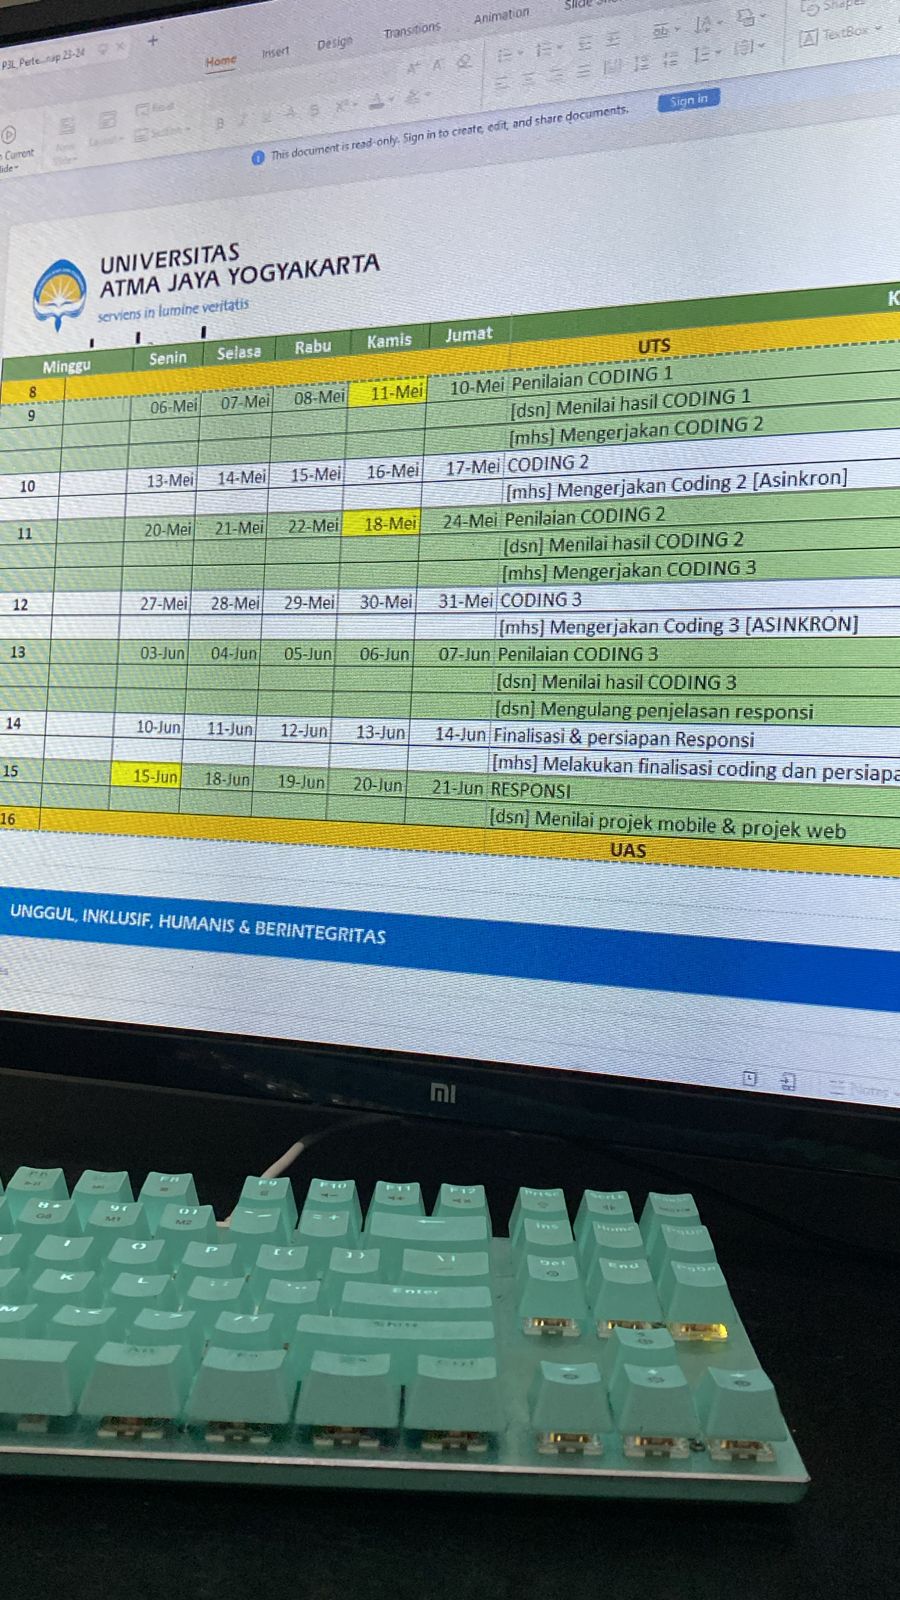 P3L_Perte...nap 23-24
Home Insert Design Transitions Animation
TextBox
Current
This document is read-only. Sign in to create, edit, and share documents. Sign in
UNIVERSITAS
ATMA JAYA YOGYAKARTA
serviens in lumine veritatis
Minggu Senin Selasa Rabu Kamis Jumat K
8 UTS
9 06-Mei 07-Mei 08-Mei 11-Mei 10-Mei Penilaian CODING 1
[dsn] Menilai hasil CODING 1
[mhs] Mengerjakan CODING 2
10 13-Mei 14-Mei 15-Mei 16-Mei 17-Mei CODING 2
[mhs] Mengerjakan Coding 2 [Asinkron]
11 20-Mei 21-Mei 22-Mei 18-Mei 24-Mei Penilaian CODING 2
[dsn] Menilai hasil CODING 2
[mhs] Mengerjakan CODING 3
12 27-Mei 28-Mei 29-Mei 30-Mei 31-Mei CODING 3
[mhs] Mengerjakan Coding 3 [ASINKRON]
13 03-Jun 04-Jun 05-Jun 06-Jun 07-Jun Penilaian CODING 3
[dsn] Menilai hasil CODING 3
[dsn] Mengulang penjelasan responsi
14 10-Jun 11-Jun 12-Jun 13-Jun 14-Jun Finalisasi & persiapan Responsi
[mhs] Melakukan finalisasi coding dan persiapa
15 15-Jun 18-Jun 19-Jun 20-Jun 21-Jun RESPONSI
[dsn] Menilai projek mobile & projek web
16 UAS
UNGGUL, INKLUSIF, HUMANIS & BERINTEGRITAS
Notes
mi
F8 F9 F10 F11 F12
Ins Home
I O P
Del End PgDn
K L Enter
M Shift